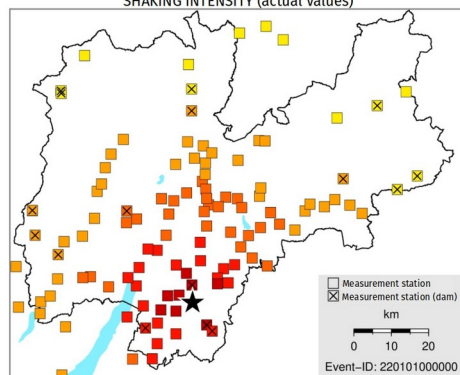 SHAKING INTENSITY (actual values)
Measurement station
Measurement station (dam)
km
0 10 20
Event-ID: 220101000000